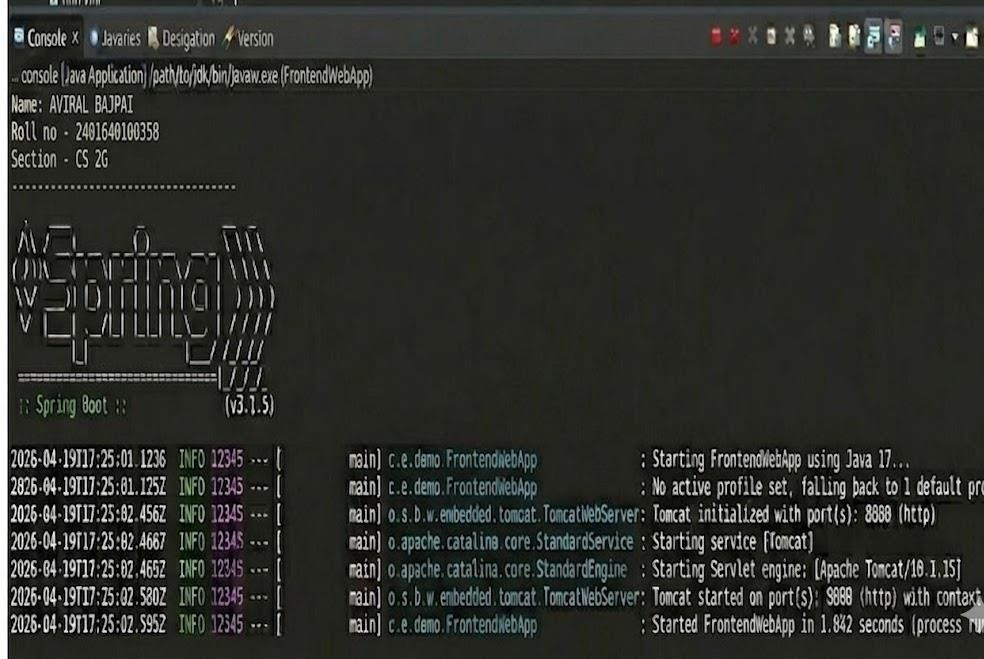 Console x Javaries Desigation Version
... console [Java Application] /path/to/jdk/bin/javaw.exe (FrontendWebApp)
Name: AVIRAL BAJPAI
Roll no - 2401640100358
Section - CS 2G
-----------------------------------
Spring
:: Spring Boot :: (v3.1.5)
2026-04-19T17:25:01.1236 INFO 12345 --- [ main] c.e.demo.FrontendWebApp : Starting FrontendWebApp using Java 17...
2826-04-19T17:25:01.125Z INFO 12345 --- [ main] c.e.demo.FrontendWebApp : No active profile set, falling back to 1 default pro
2026-04-19T17:25:02.456Z INFO 12345 --- [ main] o.s.b.w.embedded.tomcat.TomcatWebServer: Tomcat initialized with port(s): 8080 (http)
2026-04-19T17:25:02.4667 INFO 12345 --- [ main] o.apache.catalina.core.StandardService : Starting service [Tomcat]
2026-04-19T17:25:02.465Z INFO 12345 --- [ main] o.apache.catalina.core.StandardEngine : Starting Servlet engine: [Apache Tomcat/10.1.15]
2026-04-19T17:25:02.580Z INFO 12345 --- [ main] o.s.b.w.embedded.tomcat.TomcatWebServer: Tomcat started on port(s): (http) with context
2026-04-19T17:25:02.595Z INFO 12345 --- [ main] c.e.demo.FrontendWebApp : Started FrontendWebApp in 1.842 seconds (process